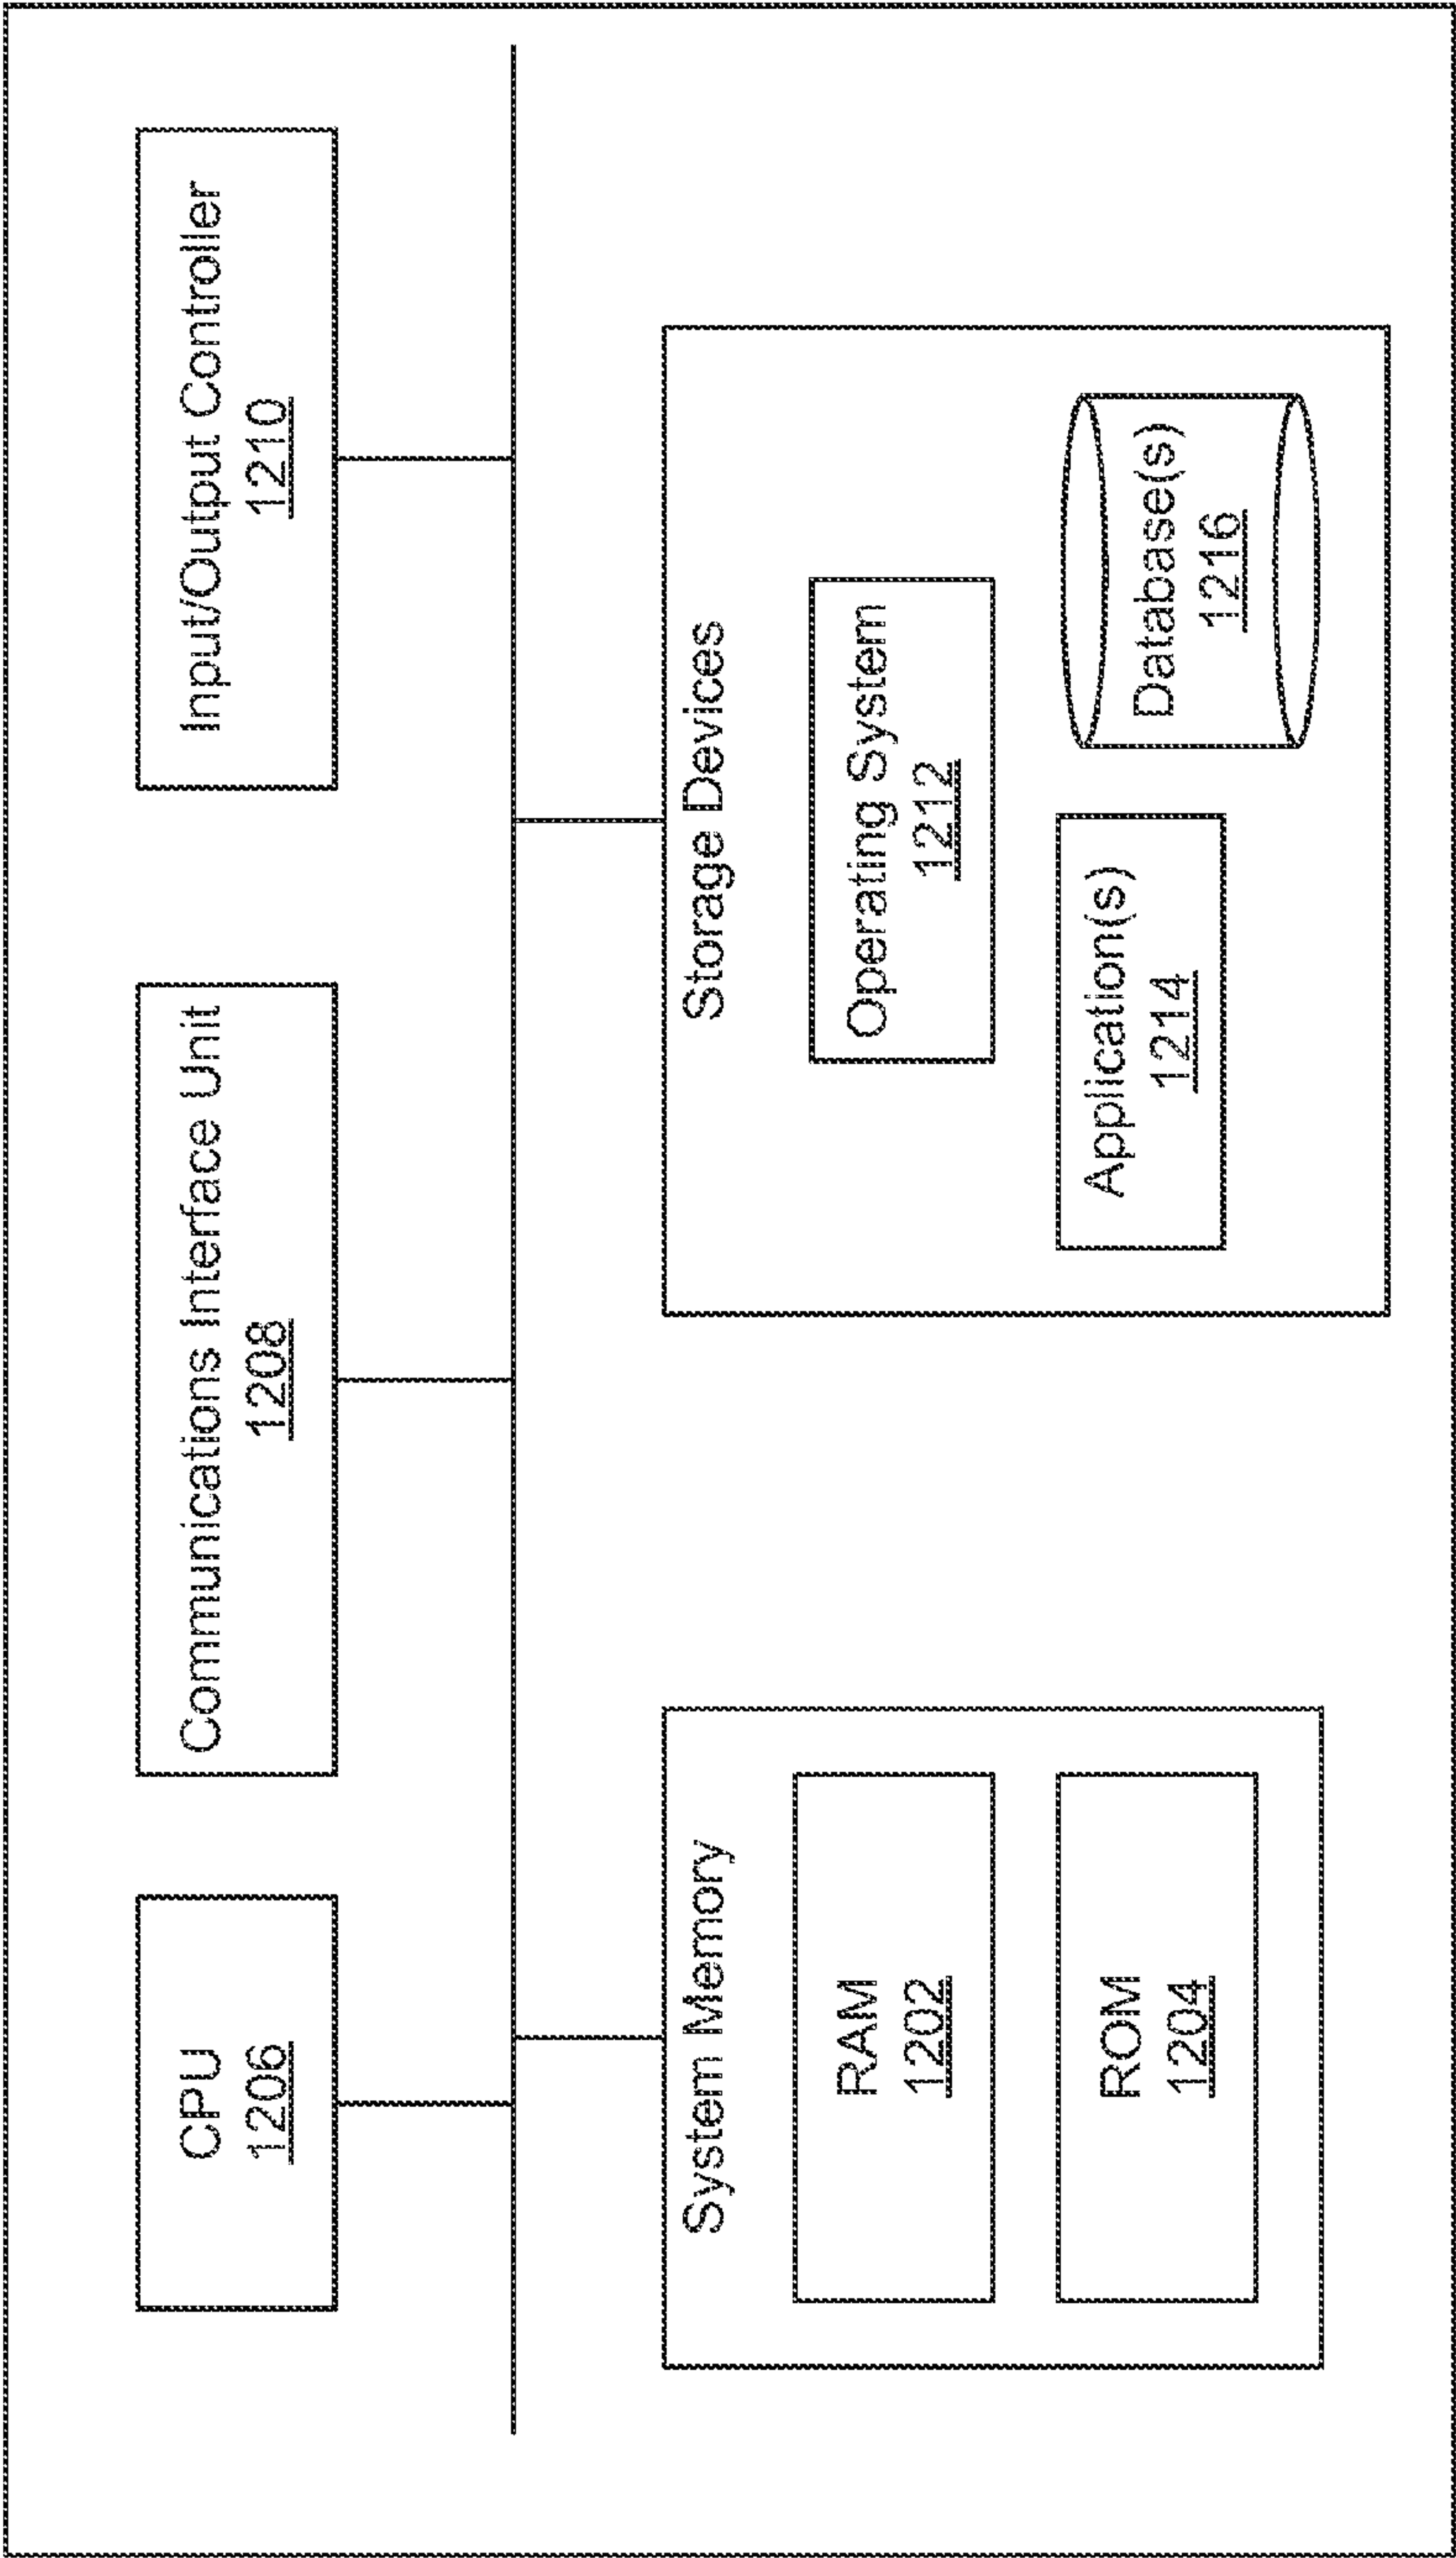 CPU
1206
Communications Interface Unit
1208
Input/Output Controller
1210
System Memory
RAM
1202
ROM
1204
Storage Devices
Operating System
1212
Application(s)
1214
Database(s)
1216